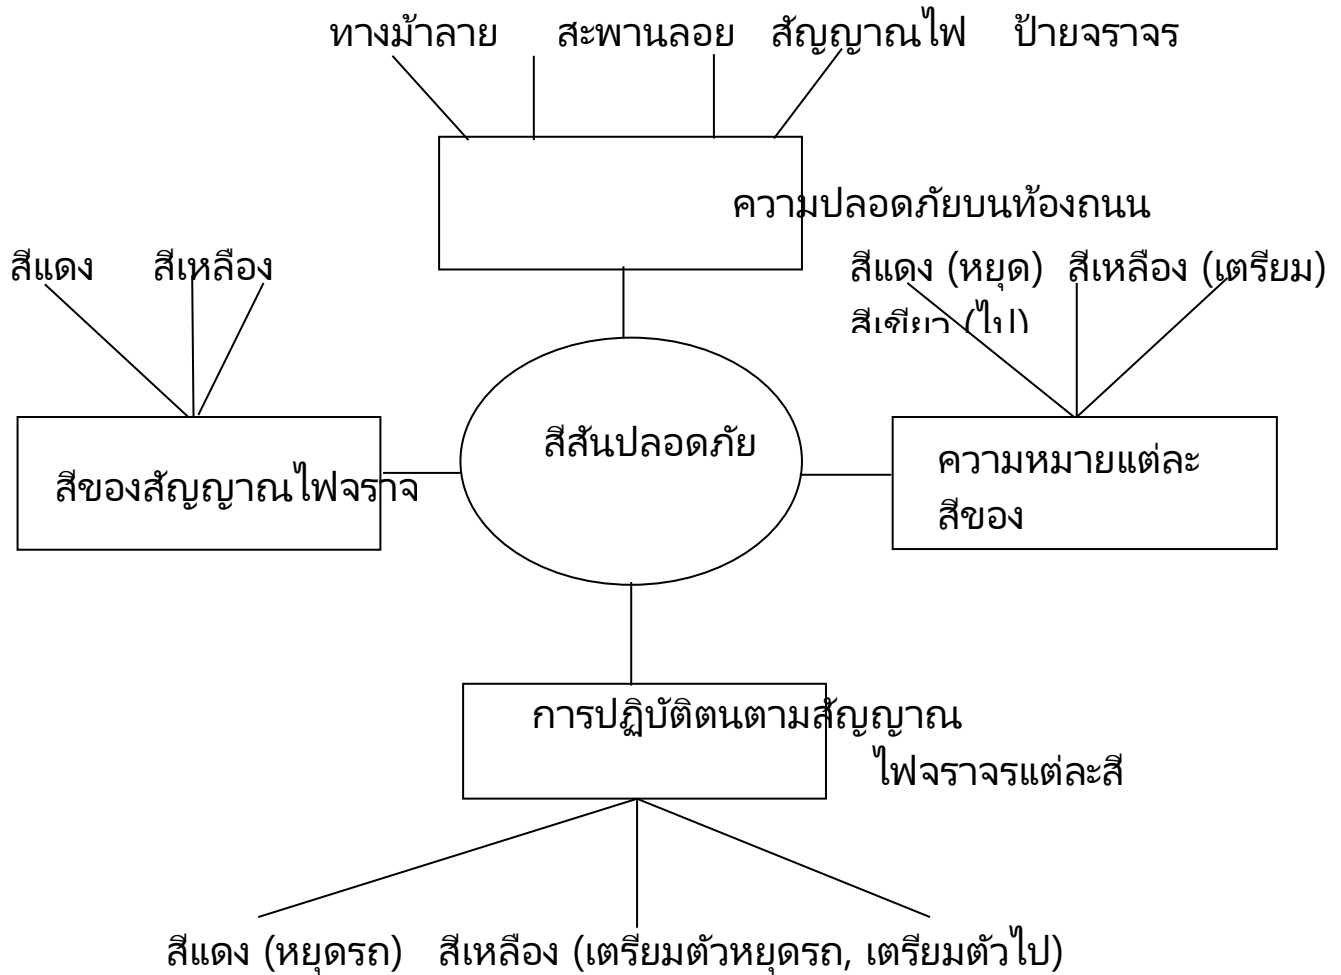 ทางม้าลาย สะพานลอย สัญญาณไฟ ป้ายจราจร
ความปลอดภัยบนท้องถนน
สีแดง สีเหลือง
สีแดง (หยุด) สีเหลือง (เตรียม)
สีเขียว (ไป)
สีสันปลอดภัย
สีของสัญญาณไฟจราจ
ความหมายแต่ละ
สีของ
การปฏิบัติตนตามสัญญาณ
ไฟจราจรแต่ละสี
สีแดง (หยุดรถ) สีเหลือง (เตรียมตัวหยุดรถ, เตรียมตัวไป)